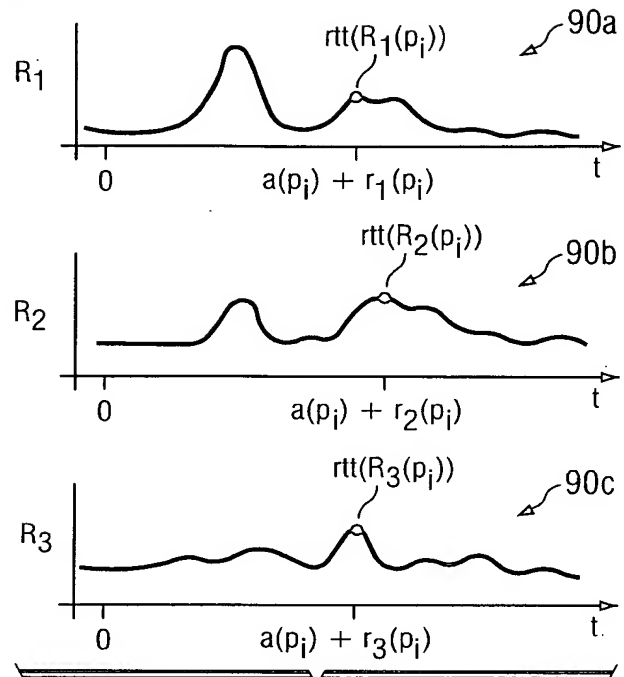 rtt(R₁(pᵢ))
90a
R₁
0
a(pᵢ) + r₁(pᵢ)
t
rtt(R₂(pᵢ))
90b
R₂
0
a(pᵢ) + r₂(pᵢ)
t
rtt(R₃(pᵢ))
90c
R₃
0
a(pᵢ) + r₃(pᵢ)
t